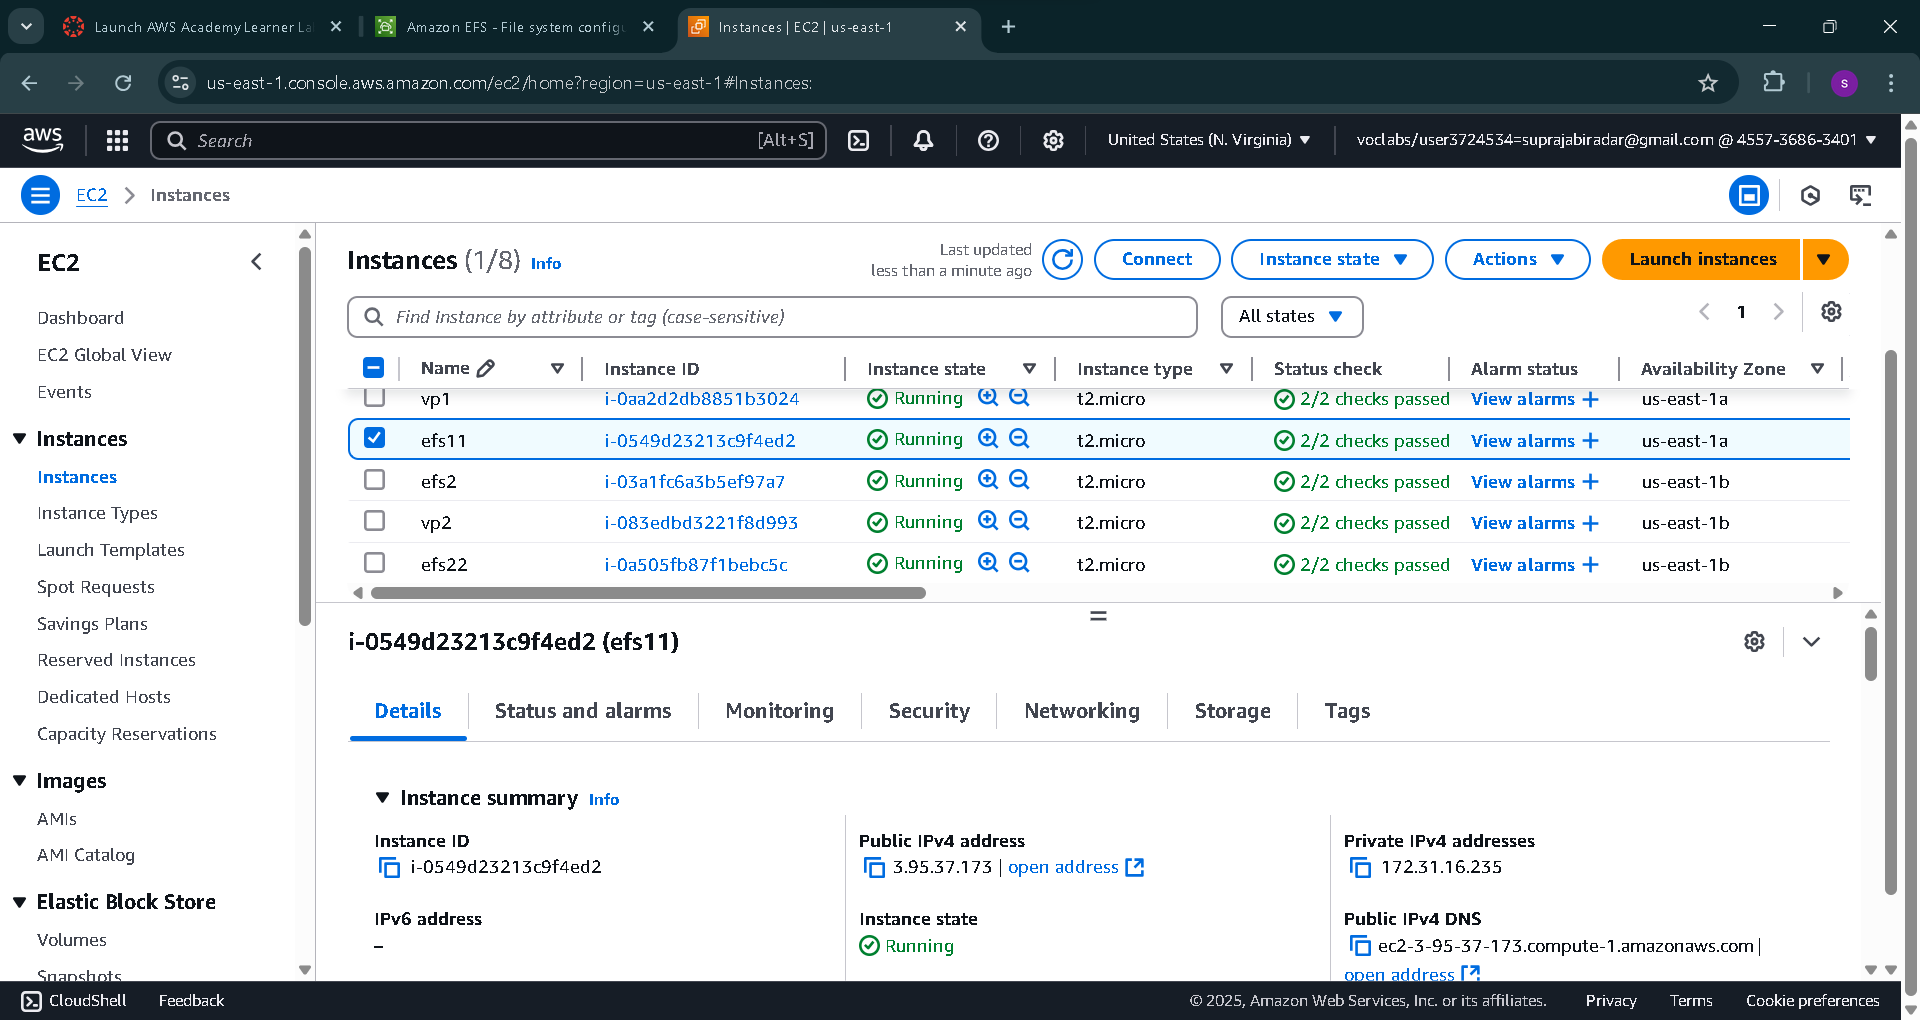 Launch AWS Academy Learner La
Amazon EFS - File system configu
Instances | EC2 | us-east-1
us-east-1.console.aws.amazon.com/ec2/home?region=us-east-1#Instances:
S
aws
Search
[Alt+S]
United States (N. Virginia)
voclabs/user3724534=suprajabiradar@gmail.com @ 4557-3686-3401
EC2 > Instances
EC2
Dashboard
EC2 Global View
Events
Instances
Instances
Instance Types
Launch Templates
Spot Requests
Savings Plans
Reserved Instances
Dedicated Hosts
Capacity Reservations
Images
AMIs
AMI Catalog
Elastic Block Store
Volumes
Snapshots
Instances (1/8) Info
Last updated
less than a minute ago
Connect
Instance state
Actions
Launch instances
Find Instance by attribute or tag (case-sensitive)
All states
1
Name Instance ID Instance state Instance type Status check Alarm status Availability Zone
vp1 i-0aa2d2db8851b3024 Running t2.micro 2/2 checks passed View alarms + us-east-1a
efs11 i-0549d23213c9f4ed2 Running t2.micro 2/2 checks passed View alarms + us-east-1a
efs2 i-03a1fc6a3b5ef97a7 Running t2.micro 2/2 checks passed View alarms + us-east-1b
vp2 i-083edbd3221f8d993 Running t2.micro 2/2 checks passed View alarms + us-east-1b
efs22 i-0a505fb87f1bebc5c Running t2.micro 2/2 checks passed View alarms + us-east-1b
i-0549d23213c9f4ed2 (efs11)
Details
Status and alarms
Monitoring
Security
Networking
Storage
Tags
Instance summary Info
Instance ID
i-0549d23213c9f4ed2
Public IPv4 address
3.95.37.173 | open address
Private IPv4 addresses
172.31.16.235
IPv6 address
–
Instance state
Running
Public IPv4 DNS
ec2-3-95-37-173.compute-1.amazonaws.com |
open address
CloudShell
Feedback
© 2025, Amazon Web Services, Inc. or its affiliates.
Privacy
Terms
Cookie preferences